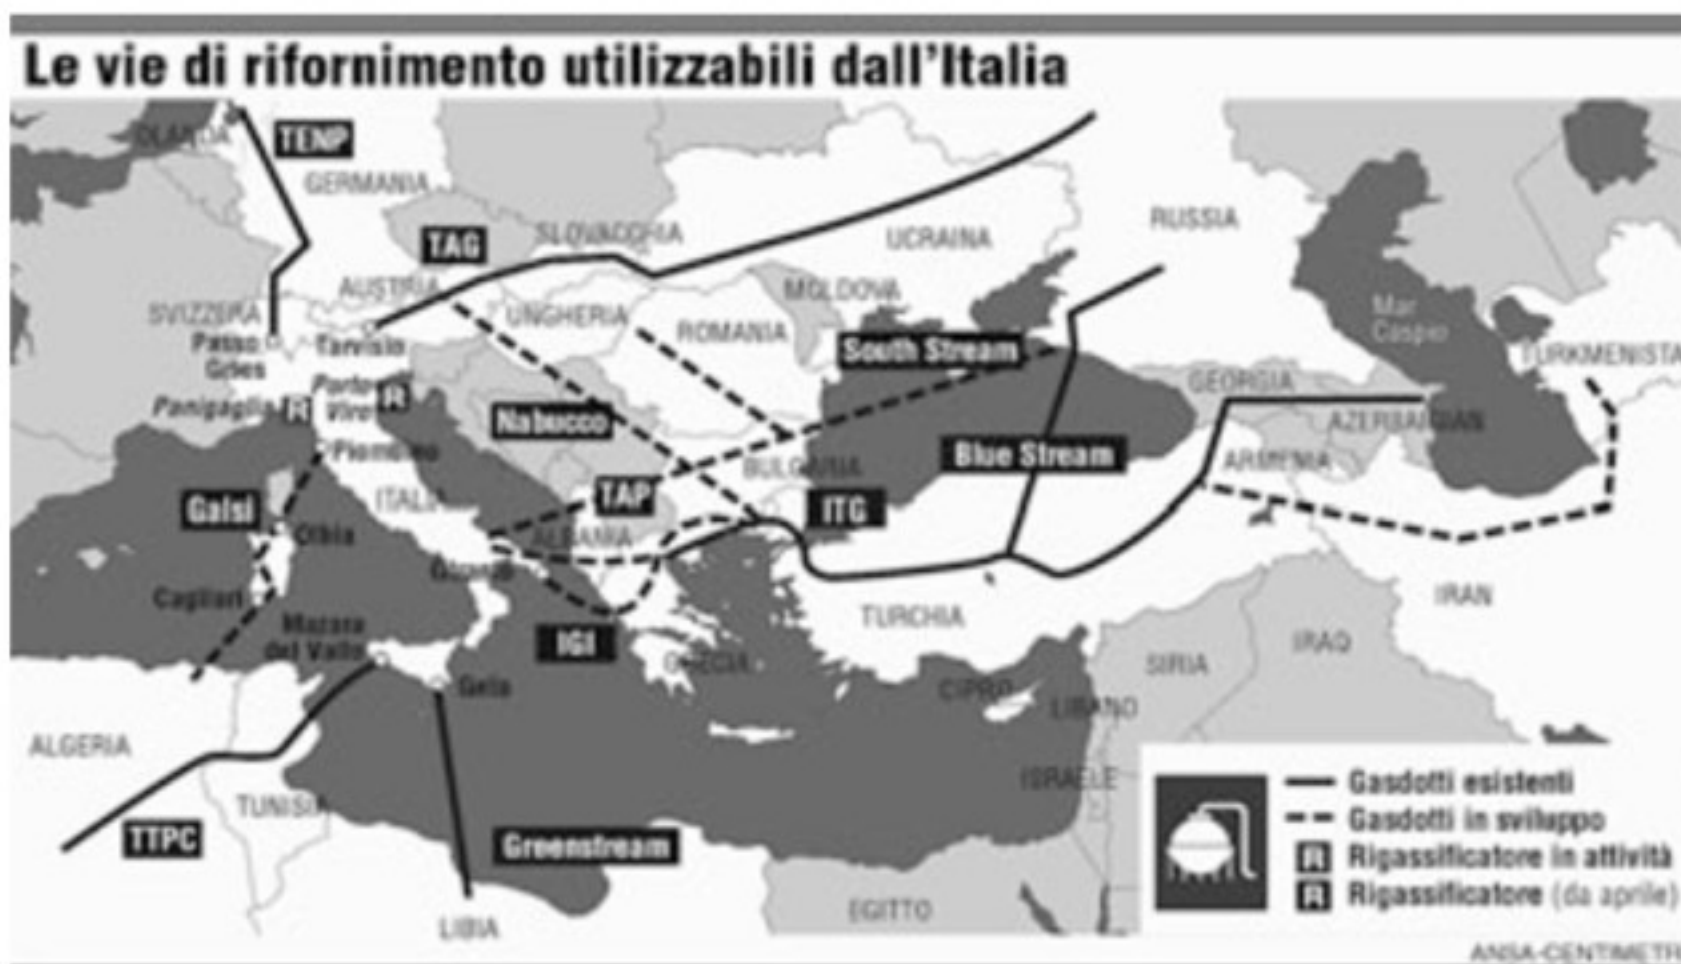 Le vie di rifornimento utilizzabili dall'Italia
OLANDA
TENP
GERMANIA
TAG
SLOVACCHIA
UCRAINA
RUSSIA
AUSTRIA
SVIZZERA
UNGHERIA
MOLDOVA
ROMANIA
Mar
Caspio
Passo
Gries
Tarvisio
South Stream
TURKMENISTA
GEORGIA
Porto
Viro
R
Panigaglia
R
Nabucco
AZERBAIGIAN
Piombino
BULGARIA
Blue Stream
ARMENIA
Galsi
ITALIA
TAP
ITG
Olbia
ALBANIA
Cagliari
IRAN
TURCHIA
Mazara
del Vallo
IGI
GRECIA
SIRIA
IRAQ
Gela
CIPRO
LIBANO
ALGERIA
ISRAELE
TUNISIA
TTPC
Greenstream
EGITTO
LIBIA
Gasdotti esistenti
Gasdotti in sviluppo
R Rigassificatore in attività
R Rigassificatore (da aprile)
ANSA-CENTIMETR